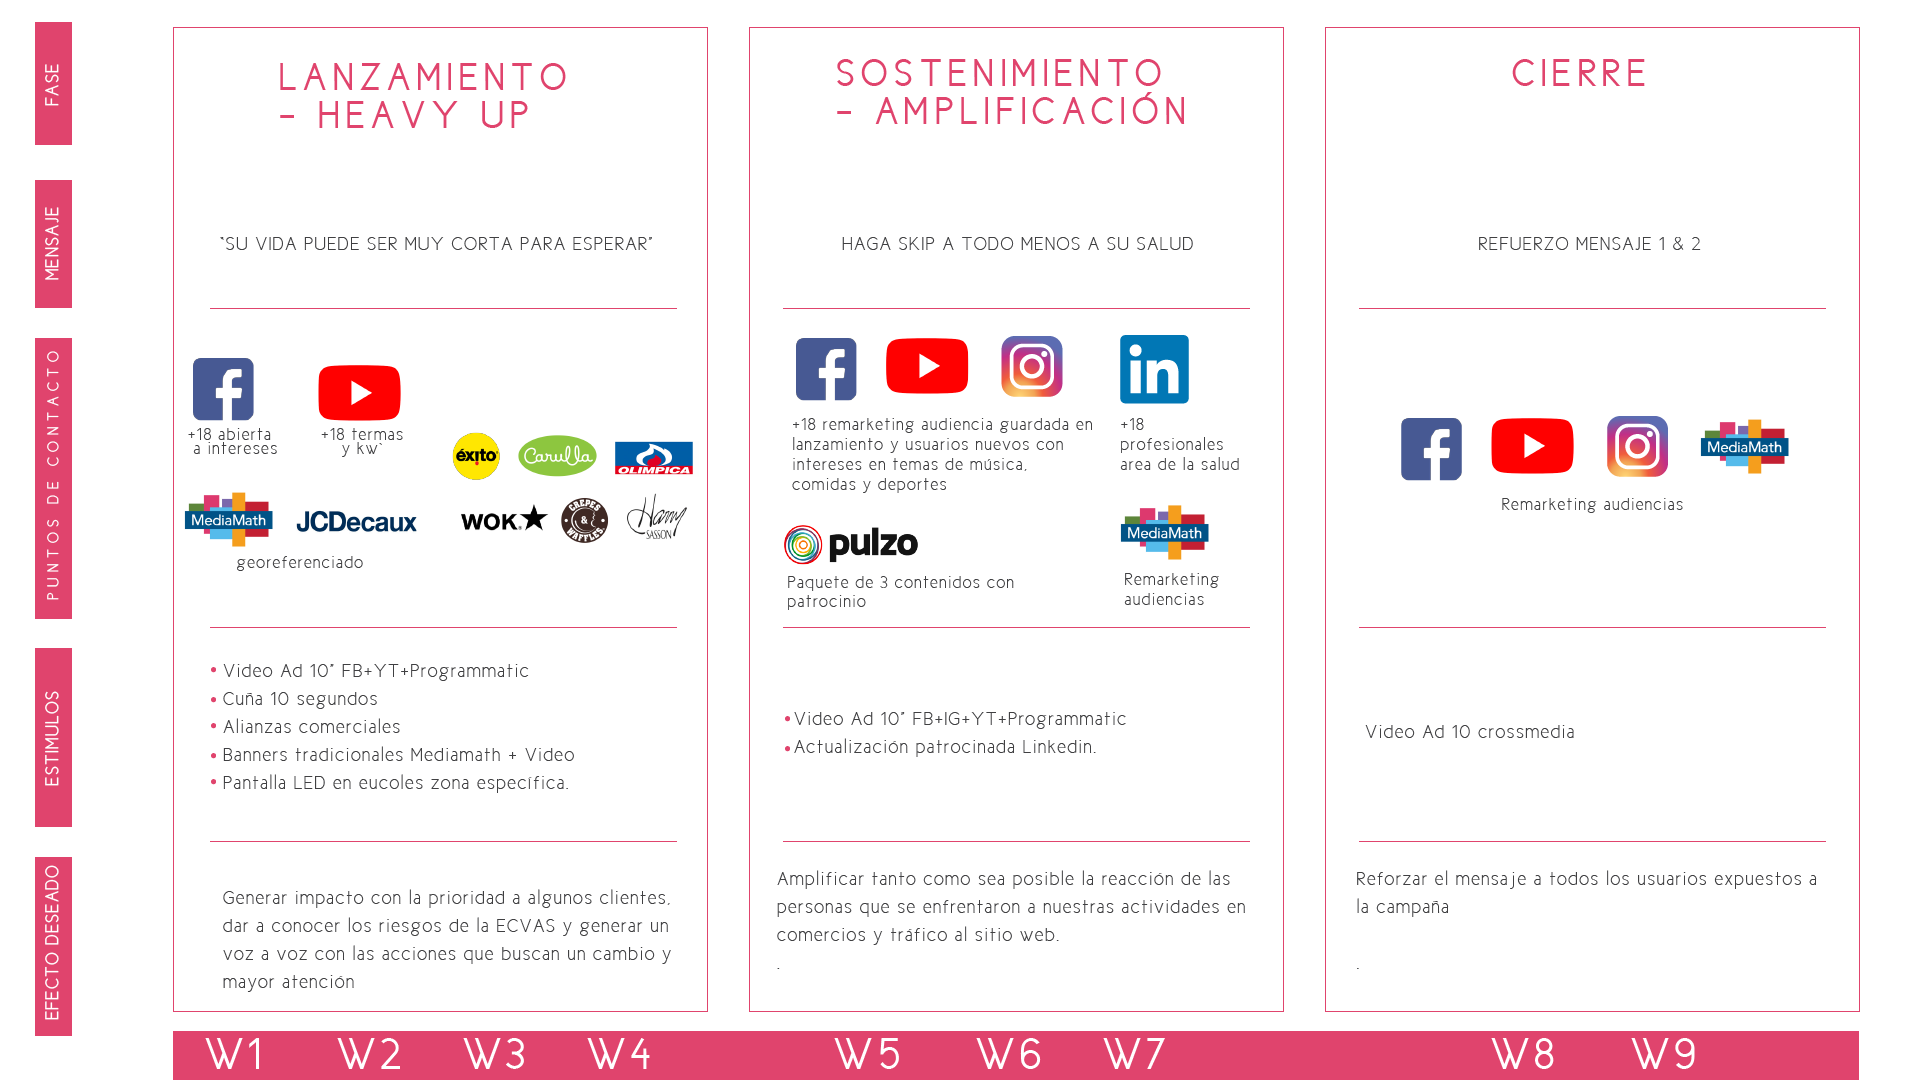 FASE
LANZAMIENTO
- HEAVY UP
SOSTENIMIENTO
- AMPLIFICACIÓN
CIERRE
MENSAJE
“SU VIDA PUEDE SER MUY CORTA PARA ESPERAR”
HAGA SKIP A TODO MENOS A SU SALUD
REFUERZO MENSAJE 1 & 2
PUNTOS DE CONTACTO
+18 abierta
a intereses
+18 termas
y kw`
éxito
Carulla
OLIMPICA
MediaMath
JCDecaux
WOK
CREPES
&
WAFFLES
Harry
SASSON
georeferenciado
in
+18 remarketing audiencia guardada en
lanzamiento y usuarios nuevos con
intereses en temas de música,
comidas y deportes
+18
profesionales
area de la salud
pulzo
Paquete de 3 contenidos con
patrocinio
MediaMath
Remarketing
audiencias
MediaMath
Remarketing audiencias
ESTIMULOS
• Video Ad 10” FB+YT+Programmatic
• Cuña 10 segundos
• Alianzas comerciales
• Banners tradicionales Mediamath + Video
• Pantalla LED en eucoles zona específica.
• Video Ad 10” FB+IG+YT+Programmatic
• Actualización patrocinada Linkedin.
Video Ad 10 crossmedia
EFECTO DESEADO
Generar impacto con la prioridad a algunos clientes,
dar a conocer los riesgos de la ECVAS y generar un
voz a voz con las acciones que buscan un cambio y
mayor atención
Amplificar tanto como sea posible la reacción de las
personas que se enfrentaron a nuestras actividades en
comercios y tráfico al sitio web.
.
Reforzar el mensaje a todos los usuarios expuestos a
la campaña
.
W1 W2 W3 W4 W5 W6 W7 W8 W9